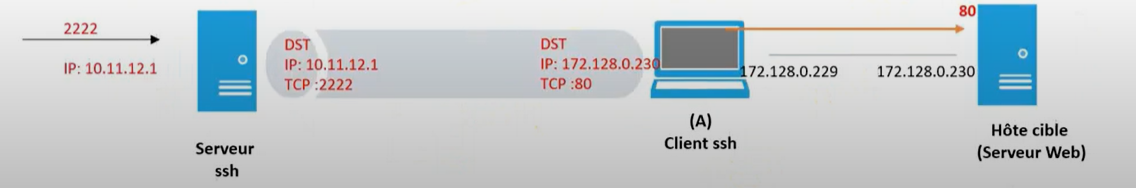 2222
IP: 10.11.12.1
DST
IP: 10.11.12.1
TCP :2222
DST
IP: 172.128.0.230
TCP :80
80
172.128.0.229
172.128.0.230
Serveur
ssh
(A)
Client ssh
Hôte cible
(Serveur Web)